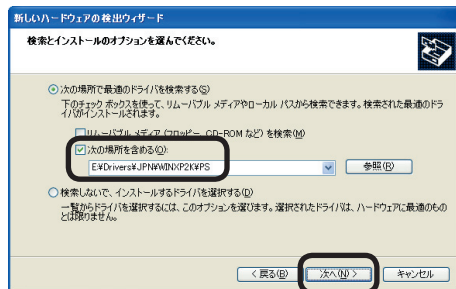 新しいハードウェアの検出ウィザード
検索とインストールのオプションを選んでください。
次の場所で最適のドライバを検索する(S)
下のチェック ボックスを使って、リムーバブル メディアやローカル パスから検索できます。検索された最適のドラ
イバがインストールされます。
リムーバブル メディア (フロッピー、CD-ROM など) を検索(M)
次の場所を含める(O):
E:¥Drivers¥JPN¥WINXP2K¥PS
参照(R)
検索しないで、インストールするドライバを選択する(D)
一覧からドライバを選択するには、このオプションを選びます。選択されたドライバは、ハードウェアに最適のもの
とは限りません。
< 戻る(B)
次へ(N) >
キャンセル